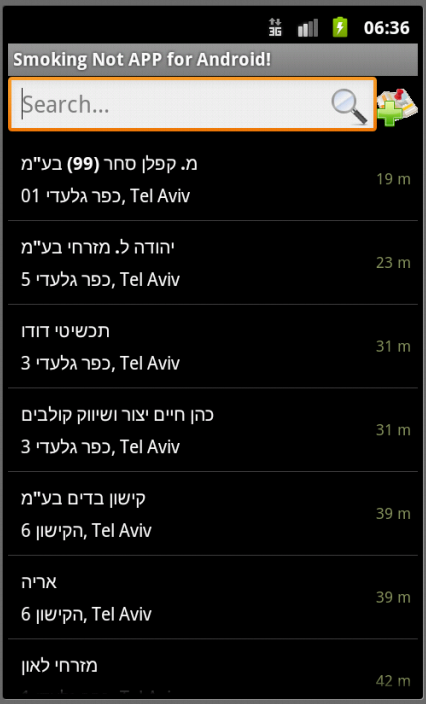 3G 06:36
Smoking Not APP for Android!
Search...
מ. קפלן סחר (99) בע"מ
19 m
כפר גלעדי 01, Tel Aviv
יהודה ל. מזרחי בע"מ
23 m
כפר גלעדי 5, Tel Aviv
תכשיטי דודו
31 m
כפר גלעדי 3, Tel Aviv
כהן חיים יצור ושיווק קולבים
31 m
כפר גלעדי 3, Tel Aviv
קישון בדים בע"מ
39 m
הקישון 6, Tel Aviv
אריה
39 m
הקישון 6, Tel Aviv
מזרחי לאון
42 m